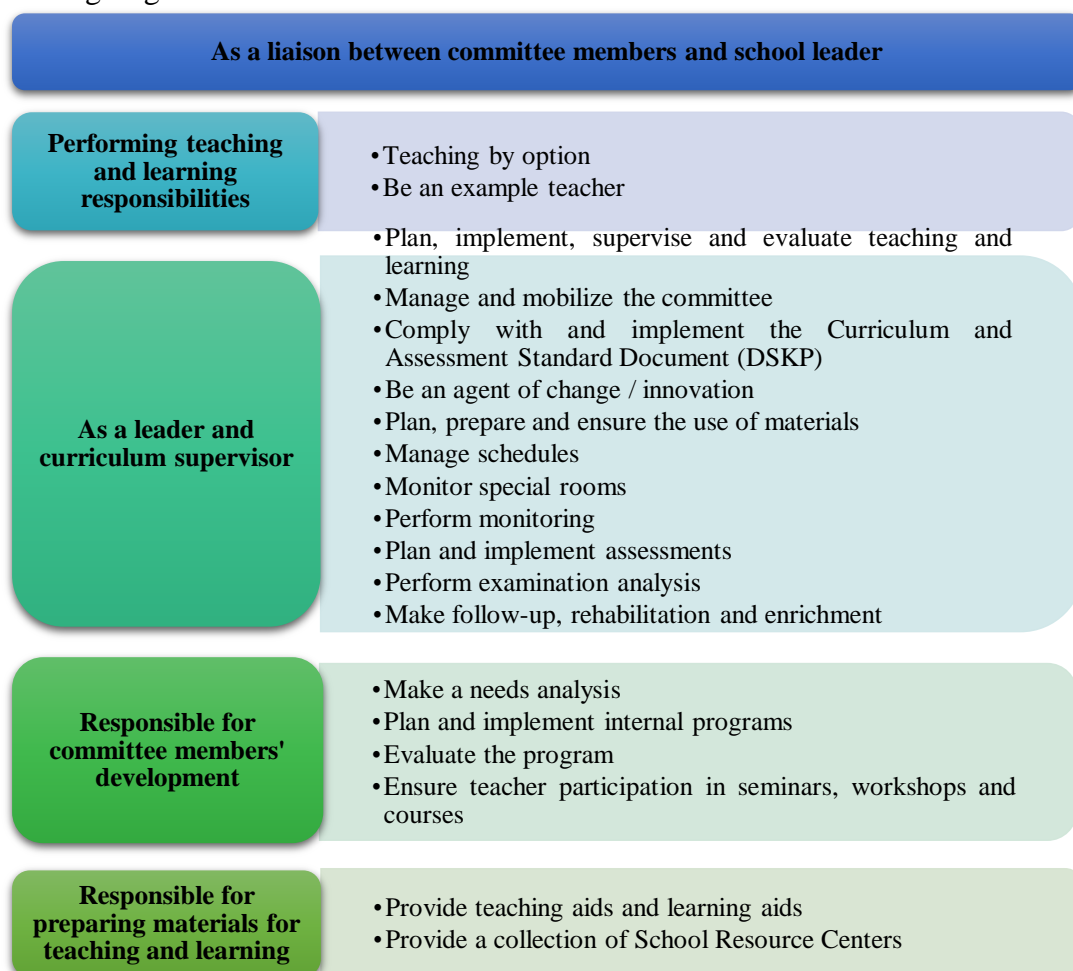 As a liaison between committee members and school leader
Performing teaching
and learning
responsibilities
•Teaching by option
•Be an example teacher
As a leader and
curriculum supervisor
•Plan, implement, supervise and evaluate teaching and
learning
•Manage and mobilize the committee
•Comply with and implement the Curriculum and
Assessment Standard Document (DSKP)
•Be an agent of change / innovation
•Plan, prepare and ensure the use of materials
•Manage schedules
•Monitor special rooms
•Perform monitoring
•Plan and implement assessments
•Perform examination analysis
•Make follow-up, rehabilitation and enrichment
Responsible for
committee members'
development
•Make a needs analysis
•Plan and implement internal programs
•Evaluate the program
•Ensure teacher participation in seminars, workshops and
courses
Responsible for
preparing materials for
teaching and learning
•Provide teaching aids and learning aids
•Provide a collection of School Resource Centers